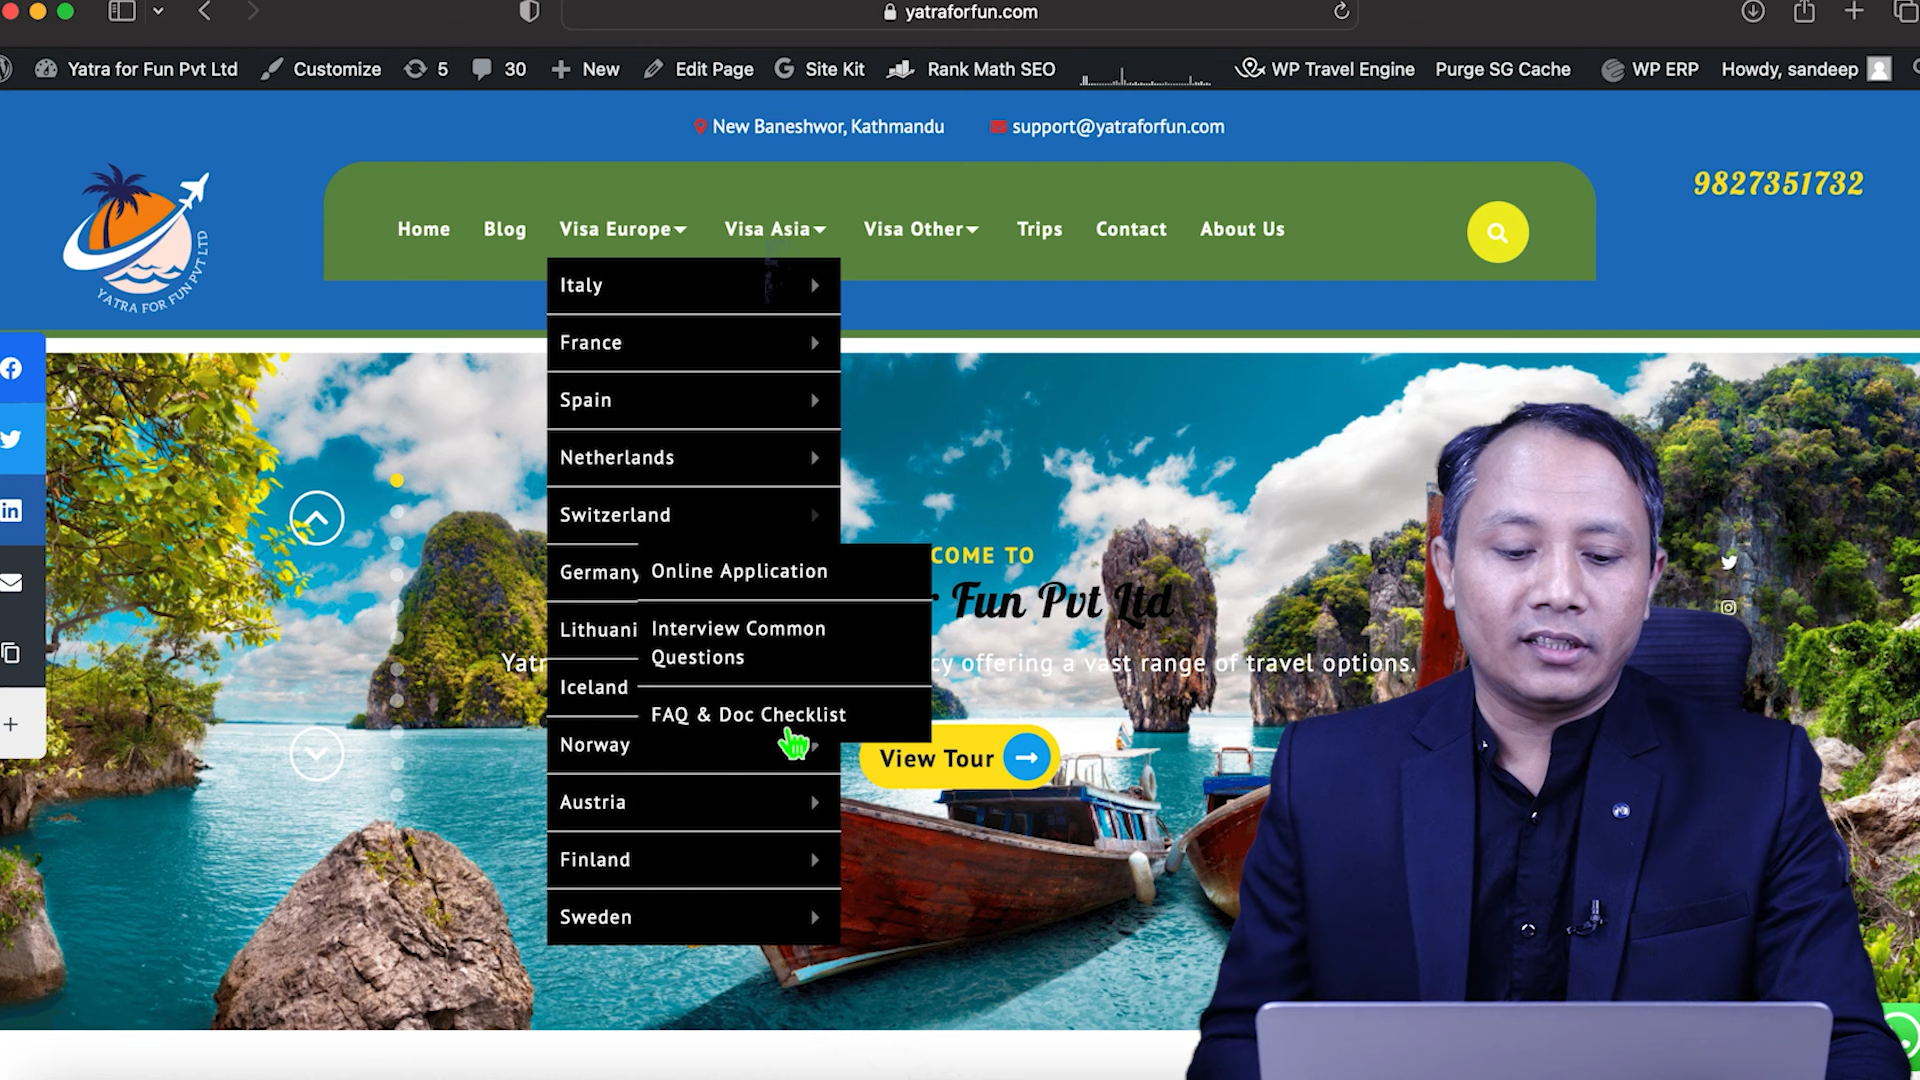 yatraforfun.com
Yatra for Fun Pvt Ltd Customize 5 30 New Edit Page Site Kit Rank Math SEO WP Travel Engine Purge SG Cache WP ERP Howdy, sandeep
New Baneshwor, Kathmandu support@yatraforfun.com
9827351732
YATRA FOR FUN PVT LTD
Home Blog Visa Europe Visa Asia Visa Other Trips Contact About Us
Italy
France
Spain
Netherlands
Switzerland
Germany
Lithuani
Iceland
Norway
Austria
Finland
Sweden
Online Application
Interview Common
Questions
FAQ & Doc Checklist
COME TO
Fun Pvt Ltd
Yatr cy offering a vast range of travel options.
View Tour